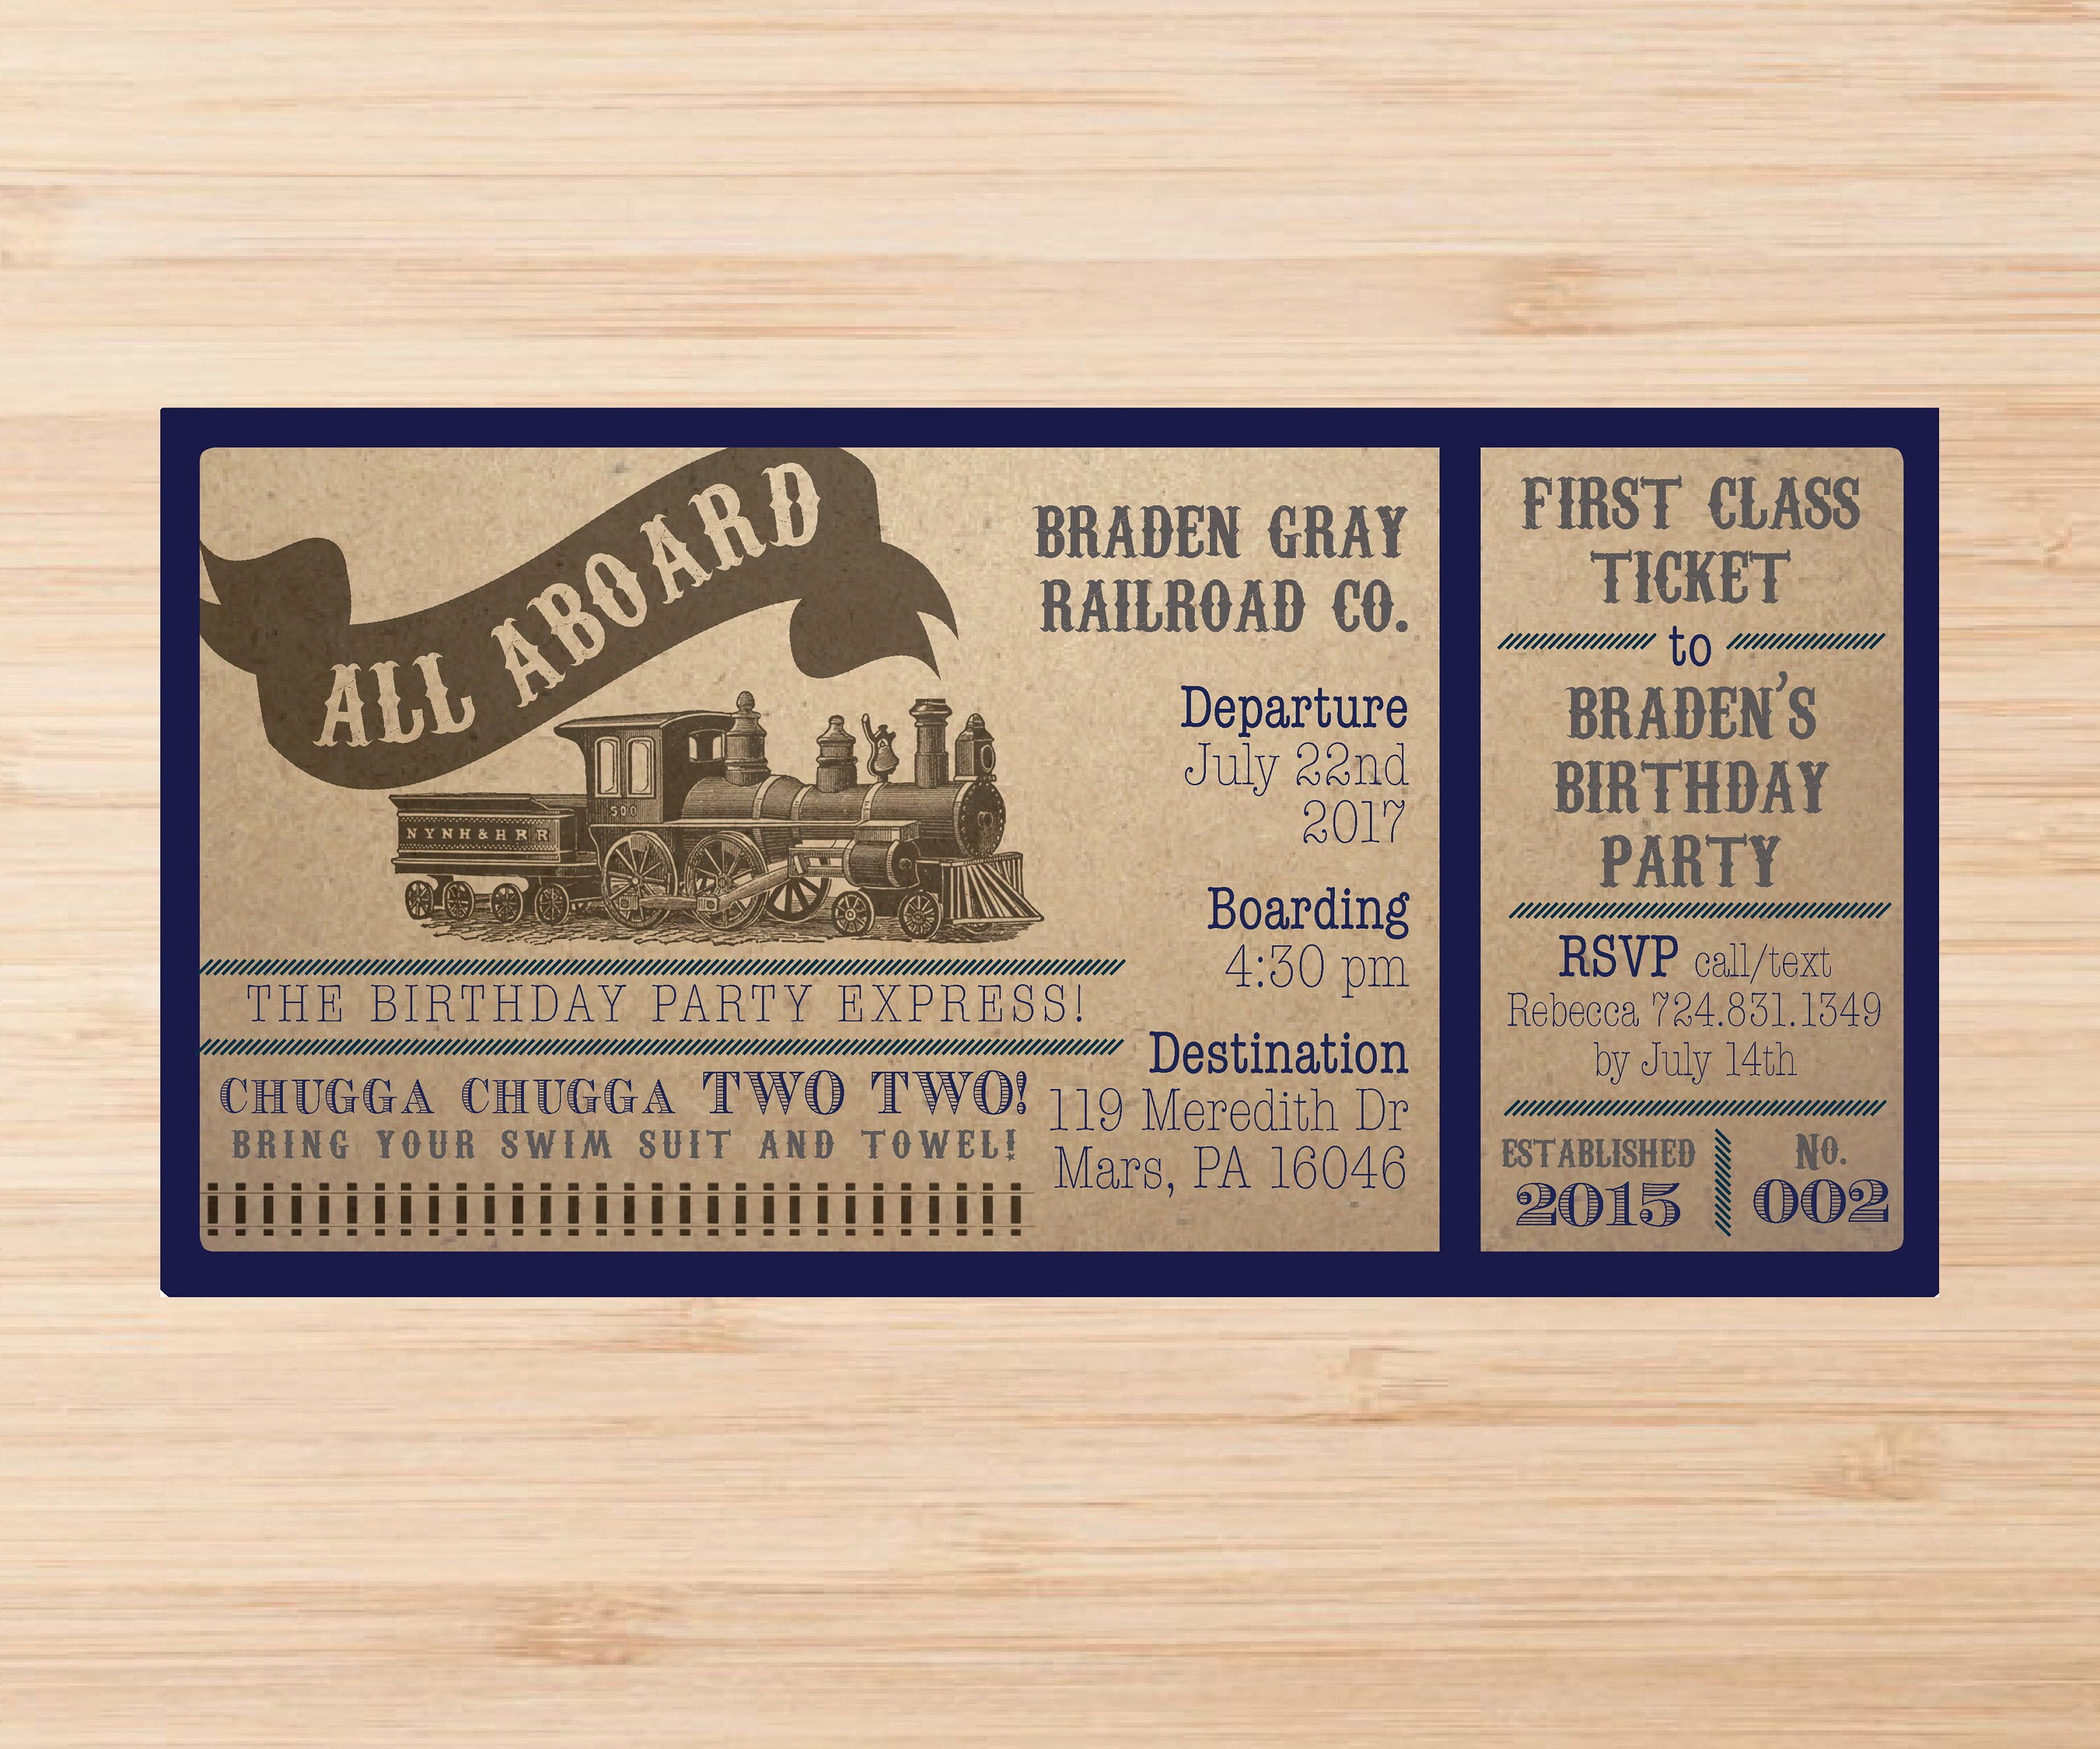 ALL ABOARD
500
NYNH&HRR
THE BIRTHDAY PARTY EXPRESS!
CHUGGA CHUGGA TWO TWO!
BRING YOUR SWIM SUIT AND TOWEL!
BRADEN GRAY
RAILROAD CO.
Departure
July 22nd
2017
Boarding
4:30 pm
Destination
119 Meredith Dr
Mars, PA 16046
FIRST CLASS
TICKET
to
BRADEN'S
BIRTHDAY
PARTY
RSVP call/text
Rebecca 724.831.1349
by July 14th
ESTABLISHED
2015
No.
002